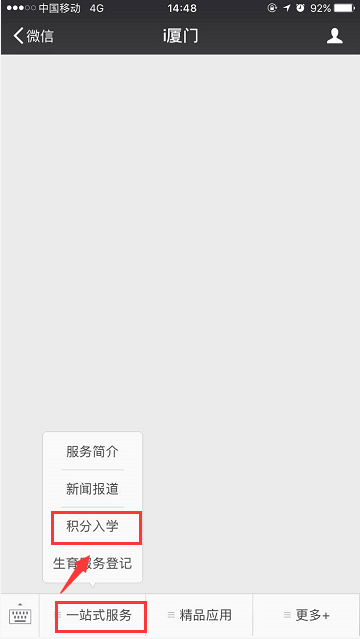 中国移动 4G 14:48 92%
微信 i厦门
服务简介
新闻报道
积分入学
生育服务登记
一站式服务 精品应用 更多+